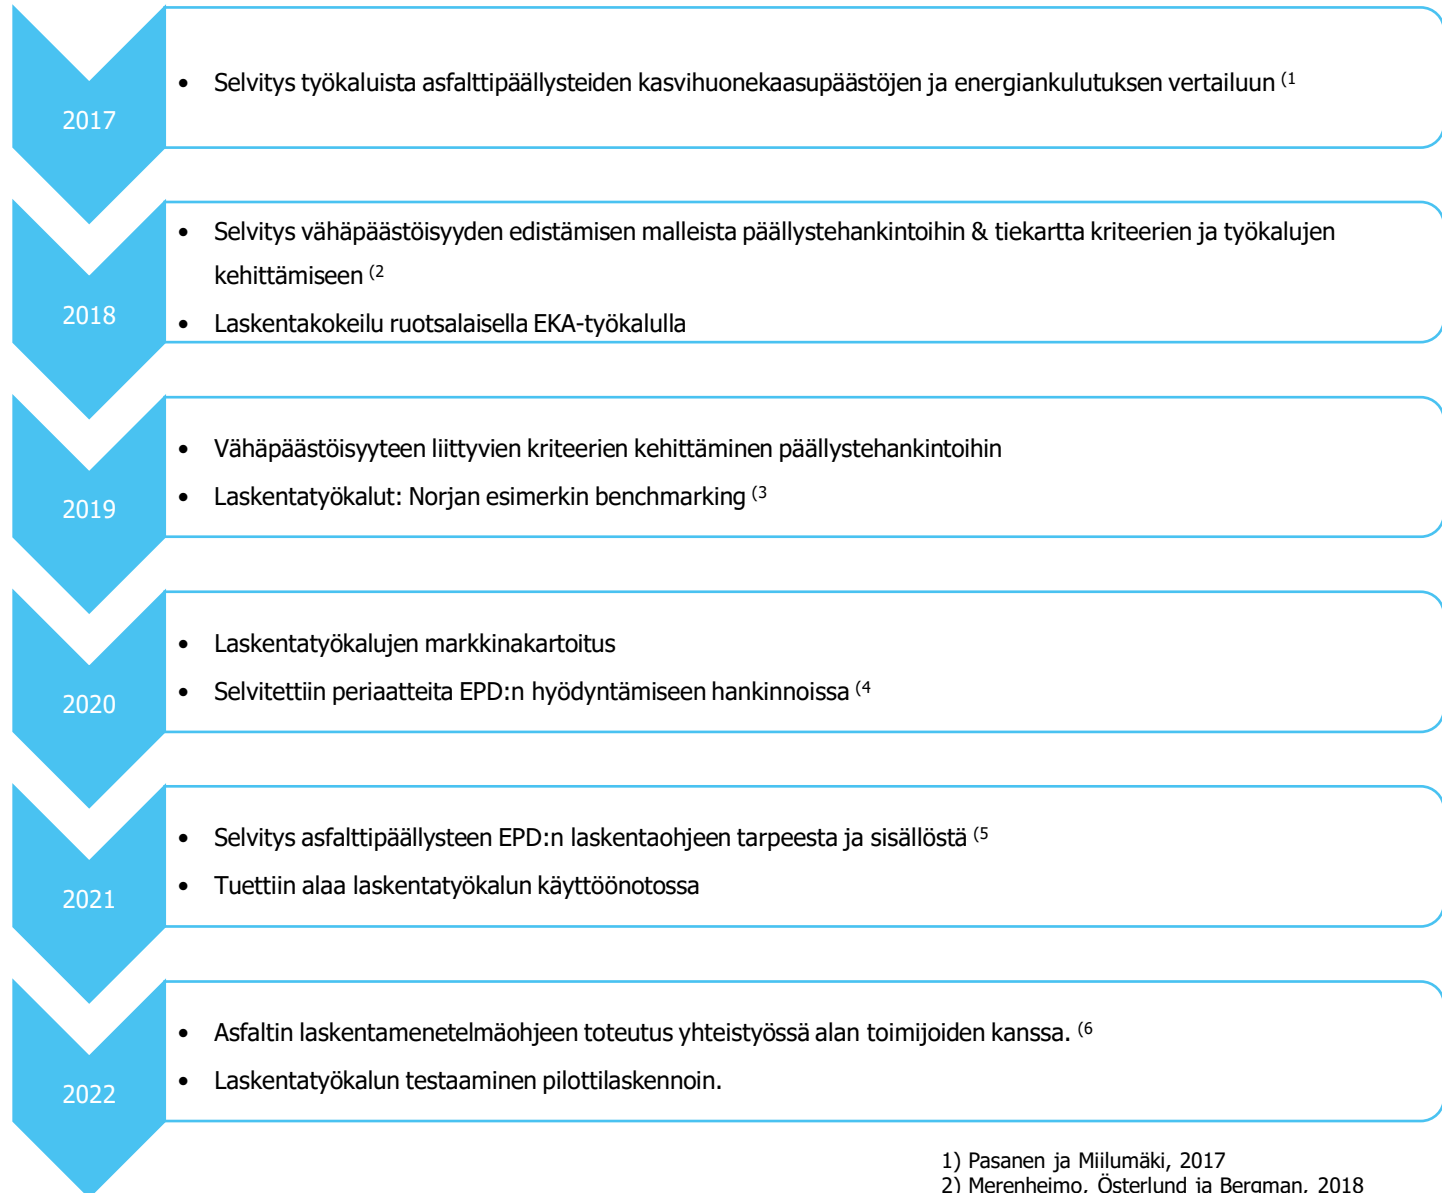 2017
• Selvitys työkaluista asfalttipäällysteiden kasvihuonekaasupäästöjen ja energiankulutuksen vertailuun (1
2018
• Selvitys vähäpäästöisyyden edistämisen malleista päällystehankintoihin & tiekartta kriteerien ja työkalujen
kehittämiseen (2
• Laskentakokeilu ruotsalaisella EKA-työkalulla
2019
• Vähäpäästöisyyteen liittyvien kriteerien kehittäminen päällystehankintoihin
• Laskentatyökalut: Norjan esimerkin benchmarking (3
2020
• Laskentatyökalujen markkinakartoitus
• Selvitettiin periaatteita EPD:n hyödyntämiseen hankinnoissa (4
2021
• Selvitys asfalttipäällysteen EPD:n laskentaohjeen tarpeesta ja sisällöstä (5
• Tuettiin alaa laskentatyökalun käyttöönotossa
2022
• Asfaltin laskentamenetelmäohjeen toteutus yhteistyössä alan toimijoiden kanssa. (6
• Laskentatyökalun testaaminen pilottilaskennoin.
1) Pasanen ja Miilumäki, 2017
2) Merenheimo, Österlund ja Bergman, 2018